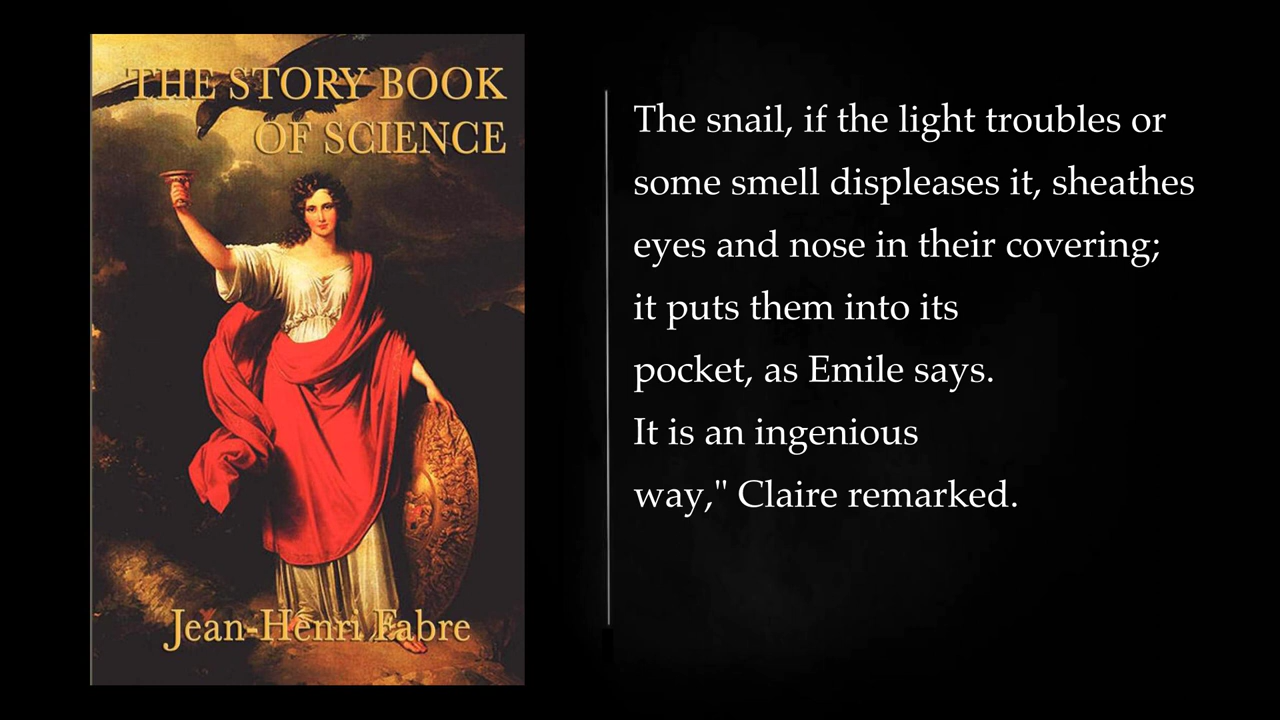 THE STORY BOOK
OF SCIENCE
Jean-Henri Fabre
The snail, if the light troubles or
some smell displeases it, sheathes
eyes and nose in their covering;
it puts them into its
pocket, as Emile says.
It is an ingenious
way," Claire remarked.